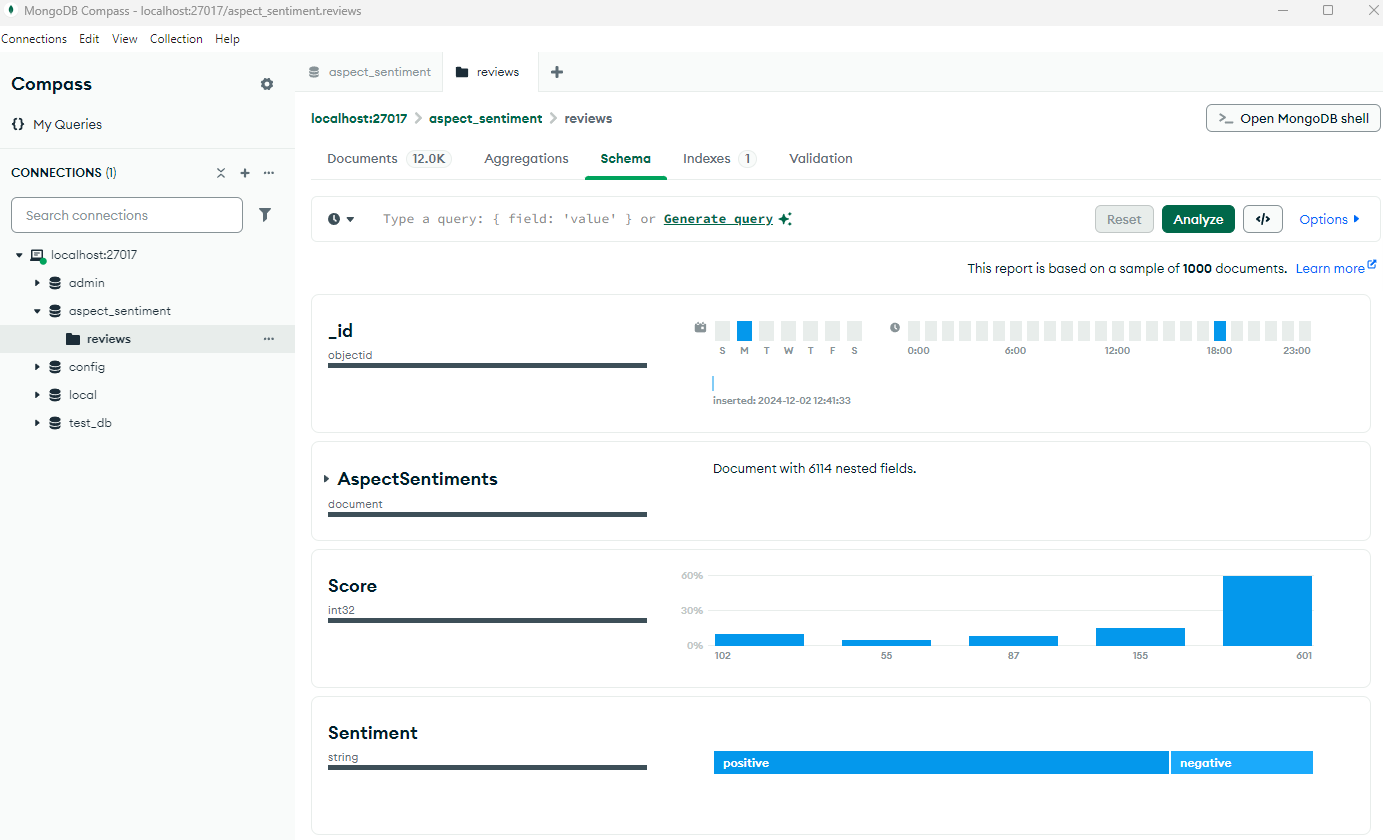 MongoDB Compass - localhost:27017/aspect_sentiment.reviews
Connections Edit View Collection Help
Compass
{} My Queries
CONNECTIONS (1)
Search connections
localhost:27017
admin
aspect_sentiment
reviews
config
local
test_db
aspect_sentiment reviews
localhost:27017 > aspect_sentiment > reviews
>_ Open MongoDB shell
Documents 12.0K Aggregations Schema Indexes 1 Validation
Type a query: { field: 'value' } or Generate query
Reset Analyze </> Options
This report is based on a sample of 1000 documents. Learn more
_id
objectid
S M T W T F S
0:00 6:00 12:00 18:00 23:00
inserted: 2024-12-02 12:41:33
AspectSentiments
document
Document with 6114 nested fields.
Score
int32
60%
30%
0%
102 55 87 155 601
Sentiment
string
positive negative